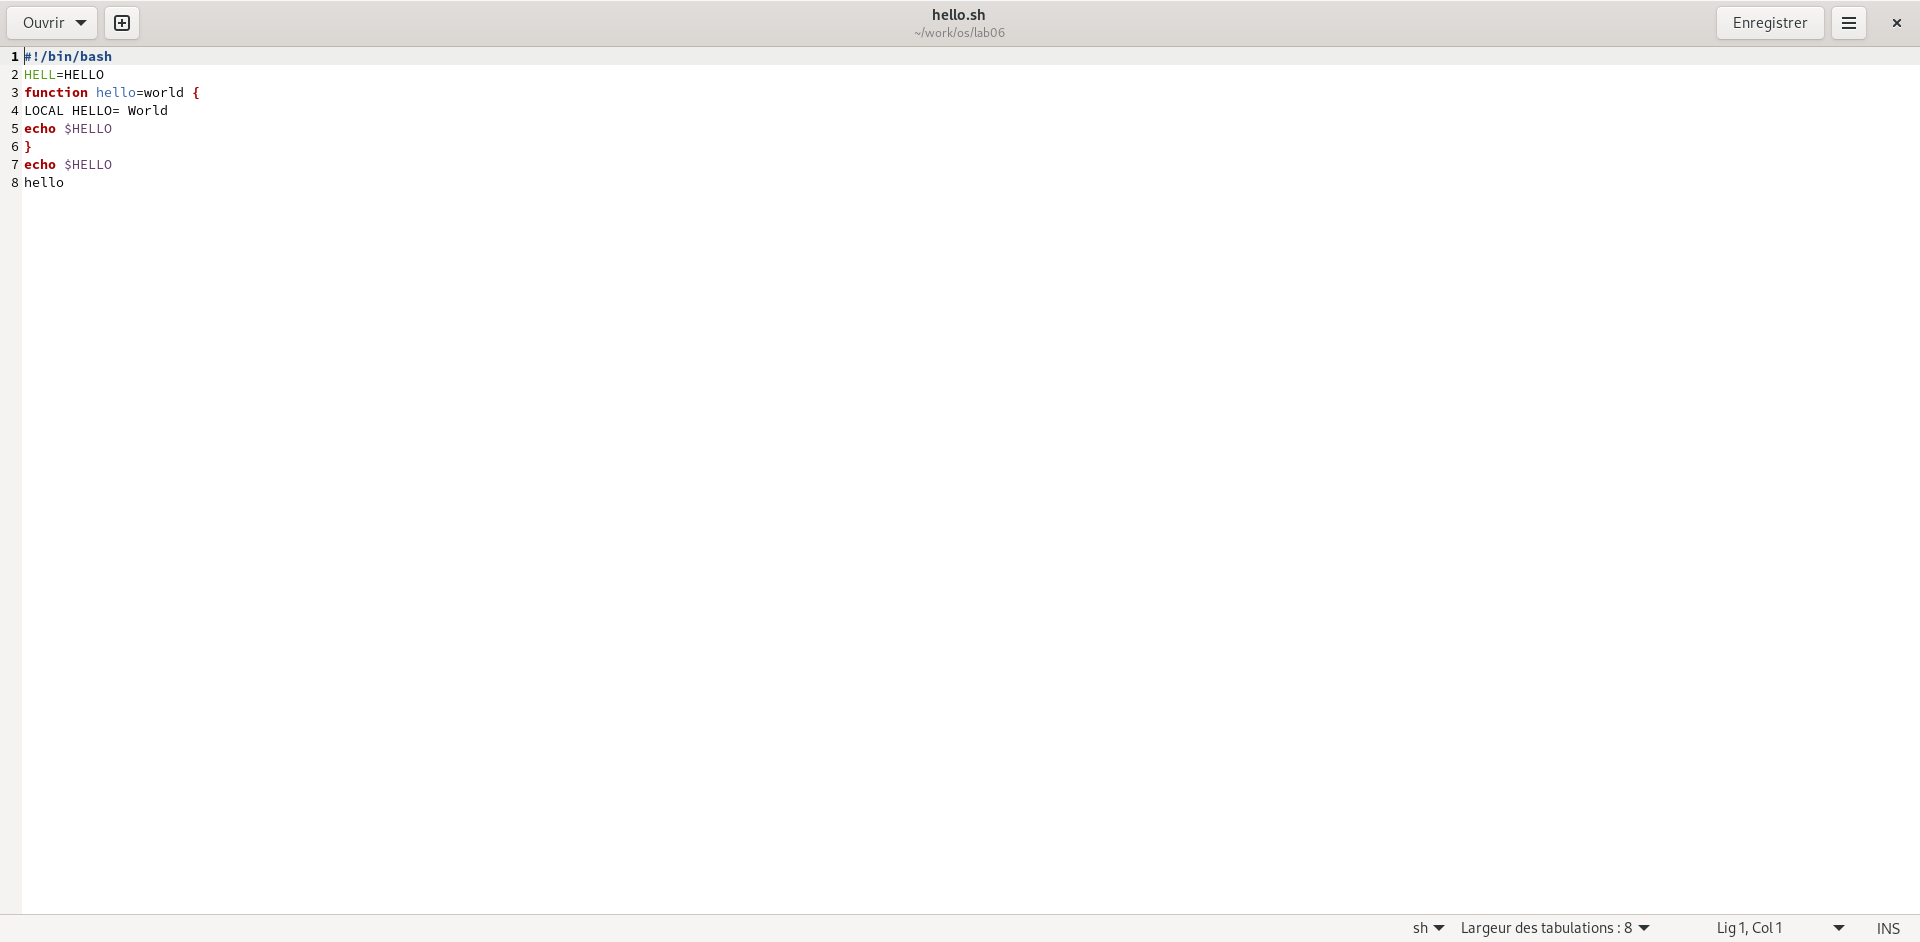 Ouvrir
hello.sh
~/work/os/lab06
Enregistrer
1 #!/bin/bash
2 HELL=HELLO
3 function hello=world {
4 LOCAL HELLO= World
5 echo $HELLO
6 }
7 echo $HELLO
8 hello
sh Largeur des tabulations : 8 Lig 1, Col 1 INS